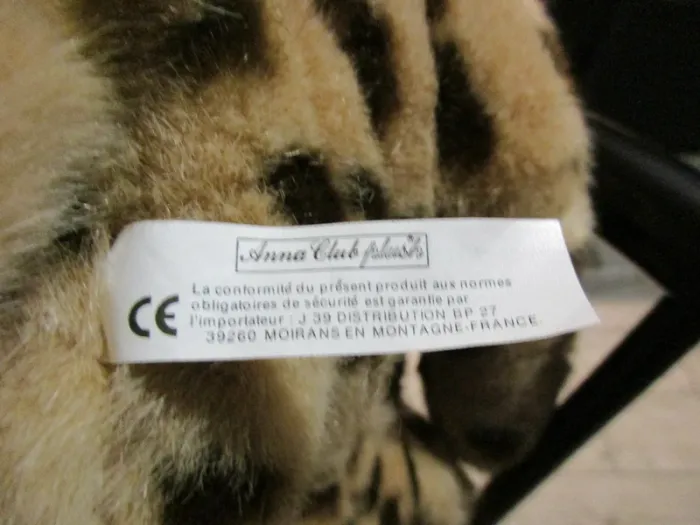 Anna Club plush
La conformité du présent produit aux normes
obligatoires de sécurité est garantie par
l'importateur : J 39 DISTRIBUTION BP 27
39260 MOIRANS EN MONTAGNE-FRANCE.
CE